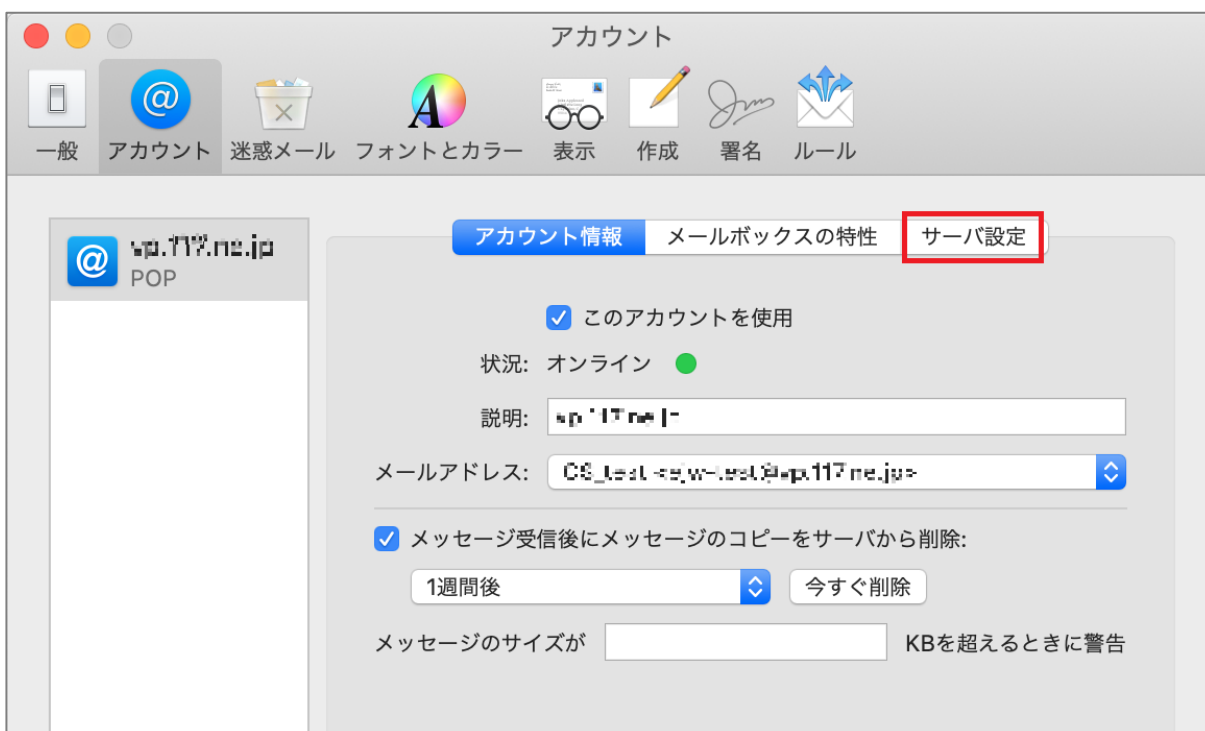 アカウント
一般 アカウント 迷惑メール フォントとカラー 表示 作成 署名 ルール
POP
アカウント情報 メールボックスの特性 サーバ設定
このアカウントを使用
状況: オンライン
説明:
メールアドレス:
メッセージ受信後にメッセージのコピーをサーバから削除:
1週間後 今すぐ削除
メッセージのサイズが KBを超えるときに警告